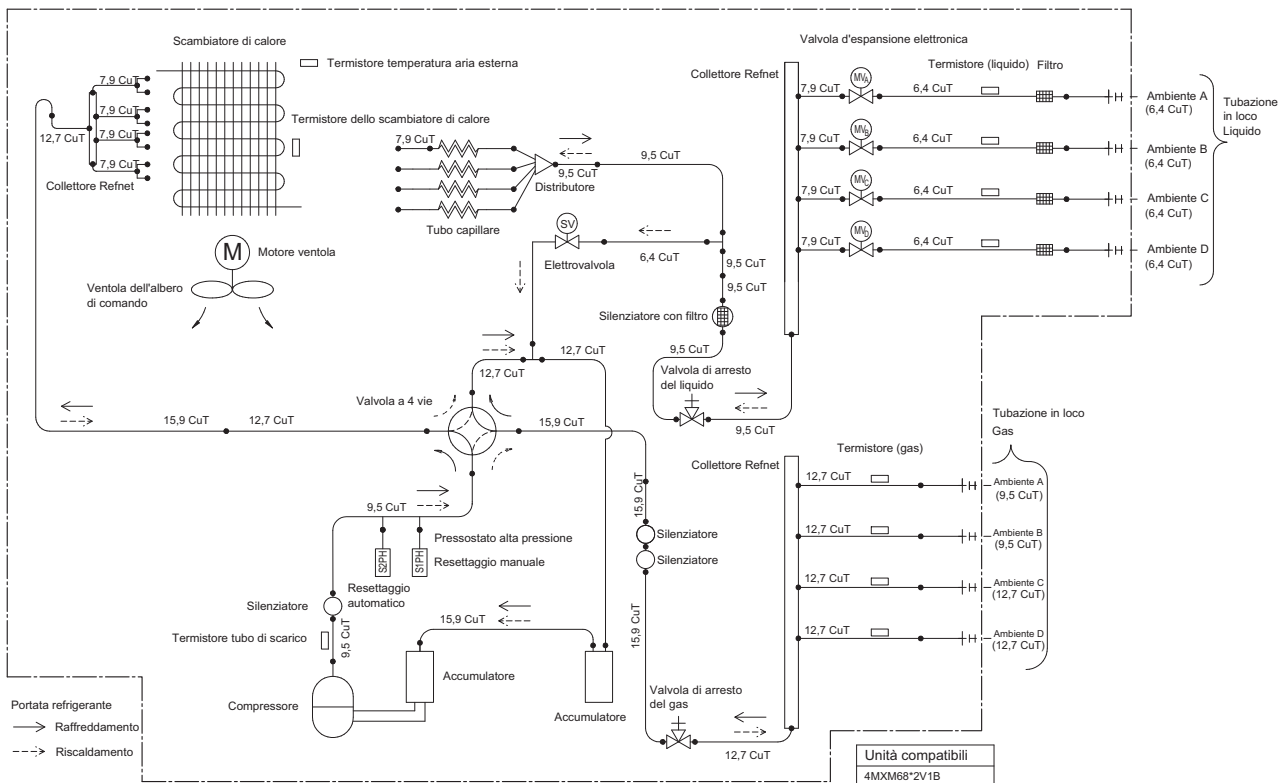 Scambiatore di calore
Termistore temperatura aria esterna
7,9 CuT
7,9 CuT
7,9 CuT
7,9 CuT
12,7 CuT
Collettore Refnet
Termistore dello scambiatore di calore
7,9 CuT
9,5 CuT
Distributore
Tubo capillare
9,5 CuT
M
Motore ventola
Ventola dell'albero
di comando
SV
Elettrovalvola
6,4 CuT
9,5 CuT
9,5 CuT
Silenziatore con filtro
9,5 CuT
Valvola di arresto
del liquido
9,5 CuT
Valvola d'espansione elettronica
Collettore Refnet
Termistore (liquido)
Filtro
7,9 CuT
MVA
6,4 CuT
Ambiente A
(6,4 CuT)
7,9 CuT
MVB
6,4 CuT
Ambiente B
(6,4 CuT)
7,9 CuT
MVC
6,4 CuT
Ambiente C
(6,4 CuT)
7,9 CuT
MVD
6,4 CuT
Ambiente D
(6,4 CuT)
Tubazione
in loco
Liquido
12,7 CuT
12,7 CuT
Valvola a 4 vie
15,9 CuT
12,7 CuT
15,9 CuT
9,5 CuT
S2PH
S1PH
Pressostato alta pressione
Resettaggio manuale
Resettaggio
automatico
Silenziatore
Termistore tubo di scarico
9,5 CuT
Compressore
15,9 CuT
Accumulatore
Accumulatore
15,9 CuT
Silenziatore
Silenziatore
15,9 CuT
Valvola di arresto
del gas
12,7 CuT
Collettore Refnet
Termistore (gas)
Tubazione in loco
Gas
12,7 CuT
Ambiente A
(9,5 CuT)
12,7 CuT
Ambiente B
(9,5 CuT)
12,7 CuT
Ambiente C
(12,7 CuT)
12,7 CuT
Ambiente D
(12,7 CuT)
Portata refrigerante
Raffreddamento
Riscaldamento
Unità compatibili
4MXM68*2V1B